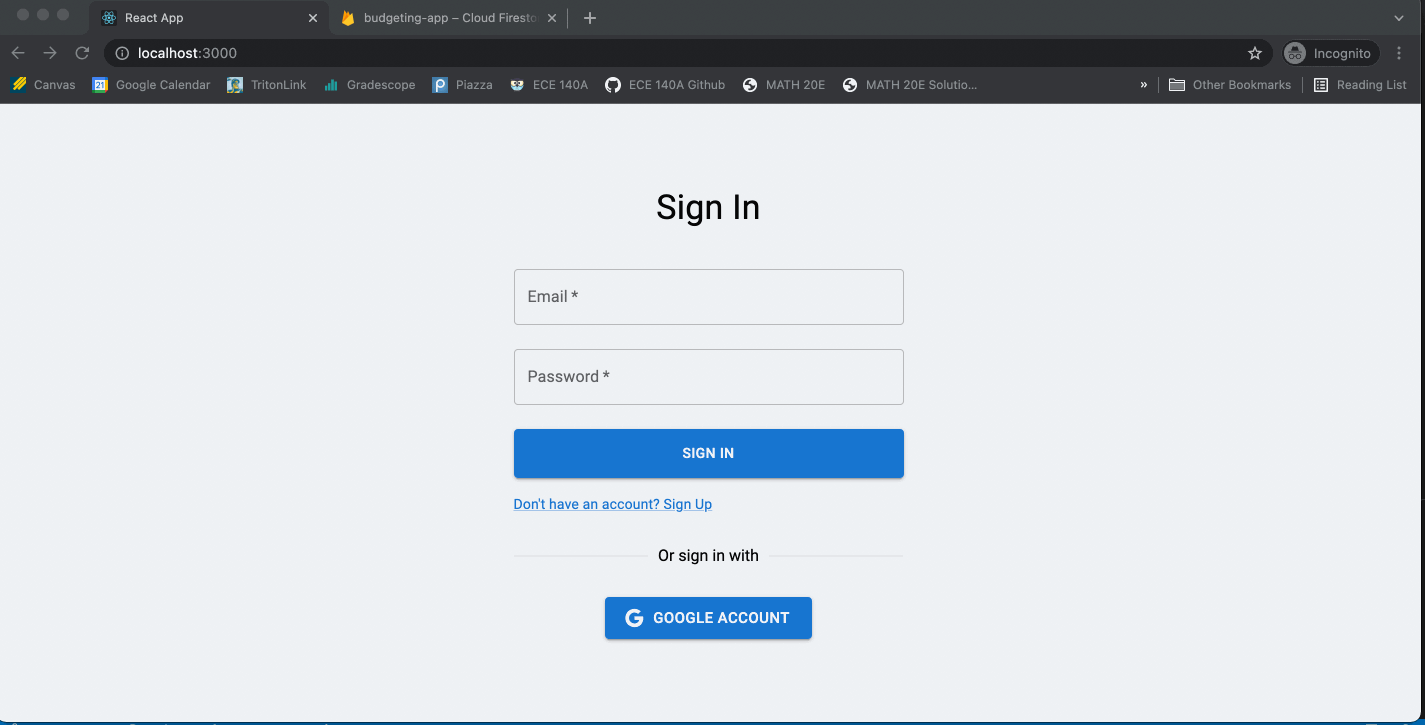 React App
budgeting-app – Cloud Firesto
localhost:3000
Incognito
Canvas
21
Google Calendar
TritonLink
Gradescope
Piazza
ECE 140A
ECE 140A Github
MATH 20E
MATH 20E Solutio...
»
Other Bookmarks
Reading List
Sign In
Email *
Password *
SIGN IN
Don't have an account? Sign Up
Or sign in with
G GOOGLE ACCOUNT